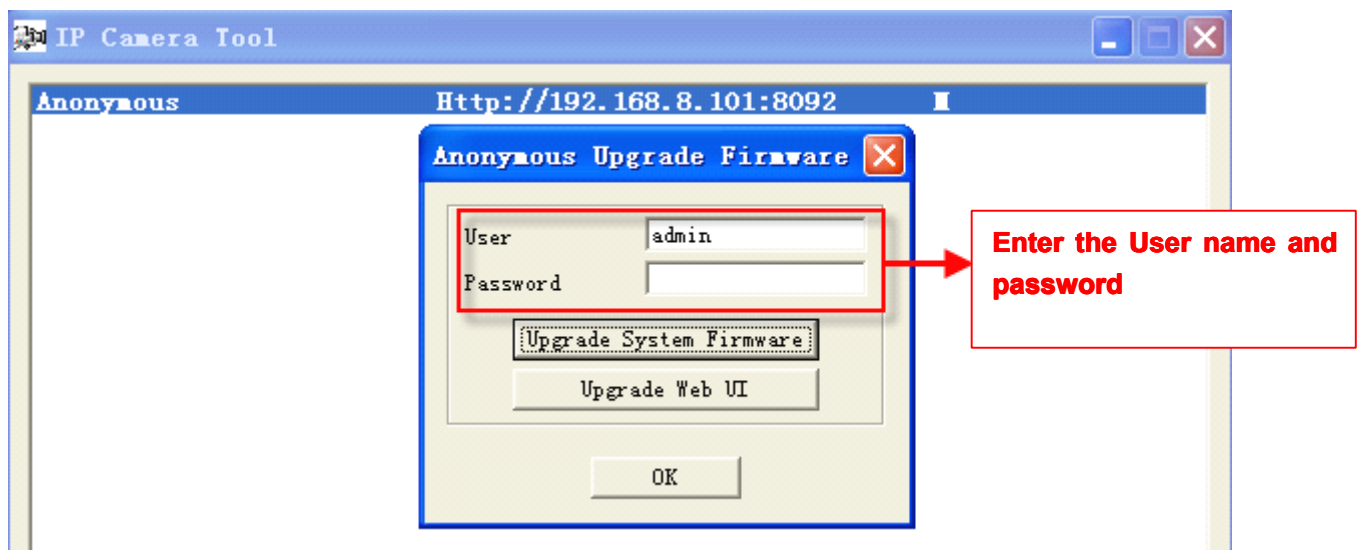 IP Camera Tool
Anonymous Http://192.168.8.101:8092
Anonymous Upgrade Firmware
User admin
Password
Enter the User name and
password
Upgrade System Firmware
Upgrade Web UI
OK